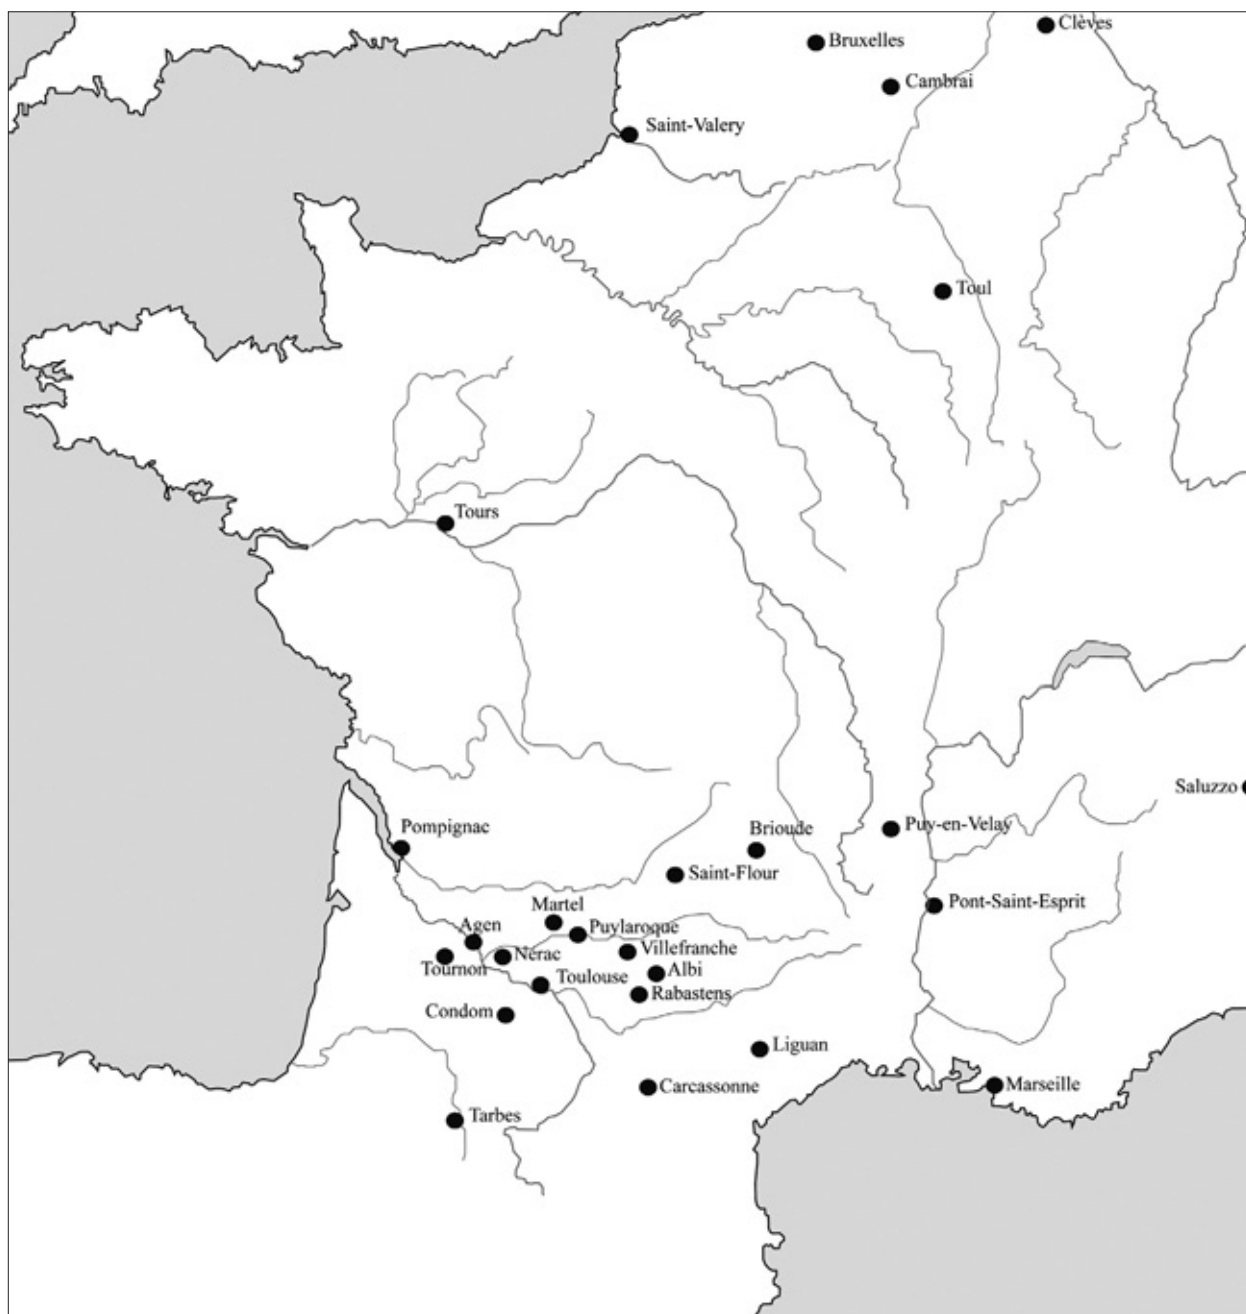 Clèves
Bruxelles
Cambrai
Saint-Valery
Toul
Tours
Saluzzo
Pompignac
Brioude
Puy-en-Velay
Saint-Flour
Pont-Saint-Esprit
Martel
Agen
Puylaroque
Villefranche
Nérac
Tournon
Albi
Toulouse
Rabastens
Condom
Liguan
Carcassonne
Marseille
Tarbes